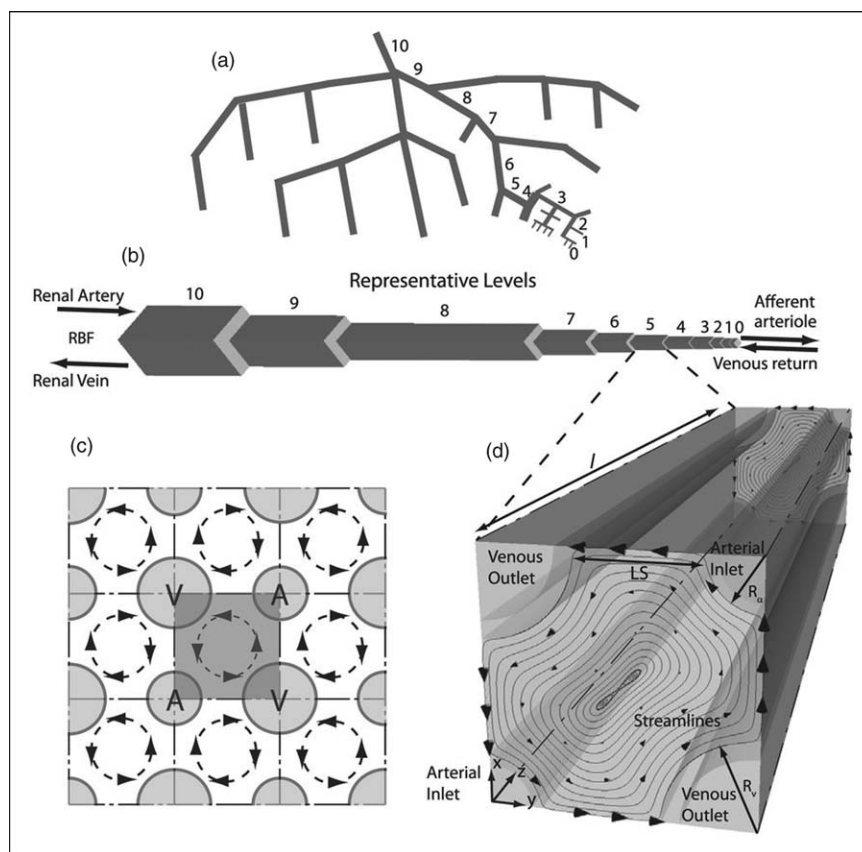 (a)
10
9
8
7
6
5
4
3
2
1
0
(b)
Representative Levels
Renal Artery
RBF
Renal Vein
10
9
8
7
6
5
4
3
2
1
0
Afferent
arteriole
Venous return
(c)
V
A
A
V
(d)
l
Venous
Outlet
LS
Arterial
Inlet
Rα
Streamlines
x
z
y
Arterial
Inlet
Venous
Outlet
Rv